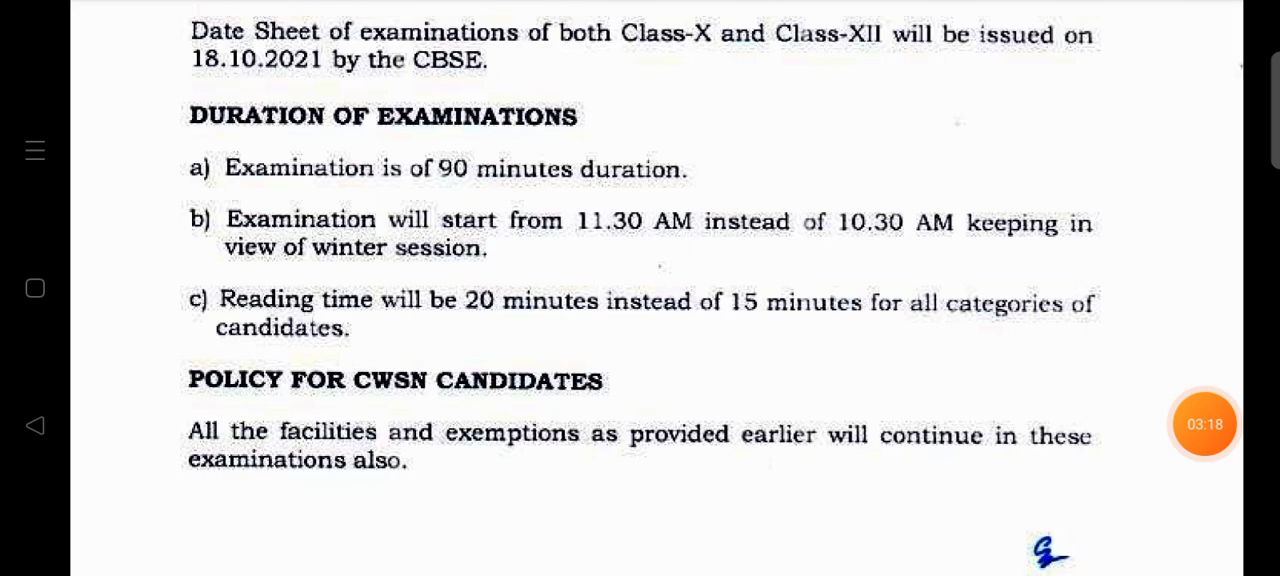 Date Sheet of examinations of both Class-X and Class-XII will be issued on
18.10.2021 by the CBSE.
DURATION OF EXAMINATIONS
a) Examination is of 90 minutes duration.
b) Examination will start from 11.30 AM instead of 10.30 AM keeping in
view of winter session.
c) Reading time will be 20 minutes instead of 15 minutes for all categories of
candidates.
POLICY FOR CWSN CANDIDATES
All the facilities and exemptions as provided earlier will continue in these
examinations also.
03:18